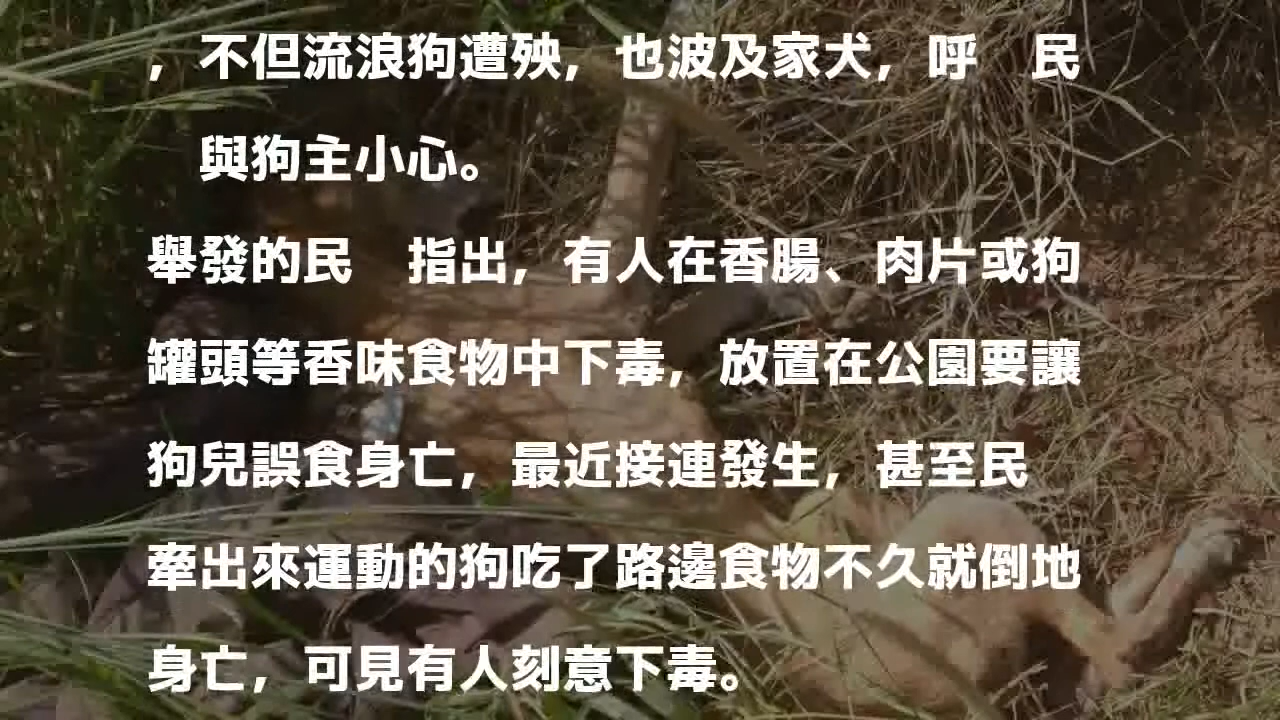 ，不但流浪狗遭殃，也波及家犬，呼　民
與狗主小心。
舉發的民　指出，有人在香腸、肉片或狗
罐頭等香味食物中下毒，放置在公園要讓
狗兒誤食身亡，最近接連發生，甚至民
牽出來運動的狗吃了路邊食物不久就倒地
身亡，可見有人刻意下毒。